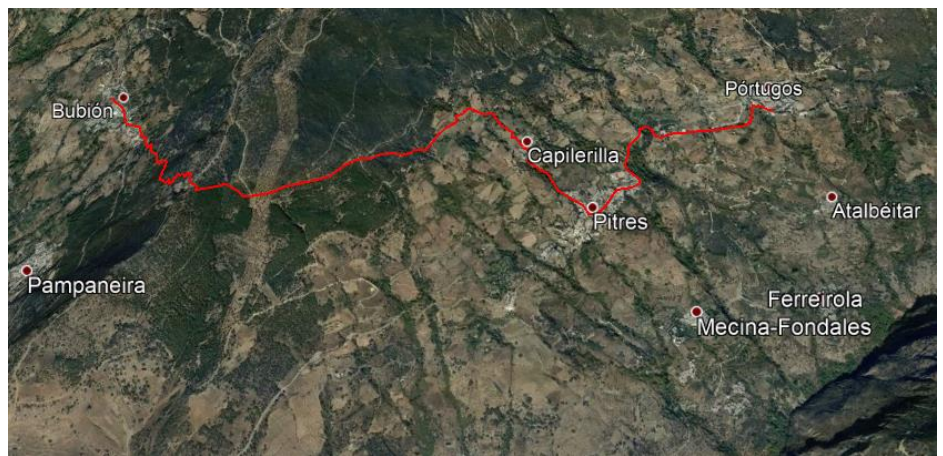 Bubión
Pórtugos
Capilerilla
Pitres
Atalbéitar
Pampaneira
Ferreirola
Mecina-Fondales